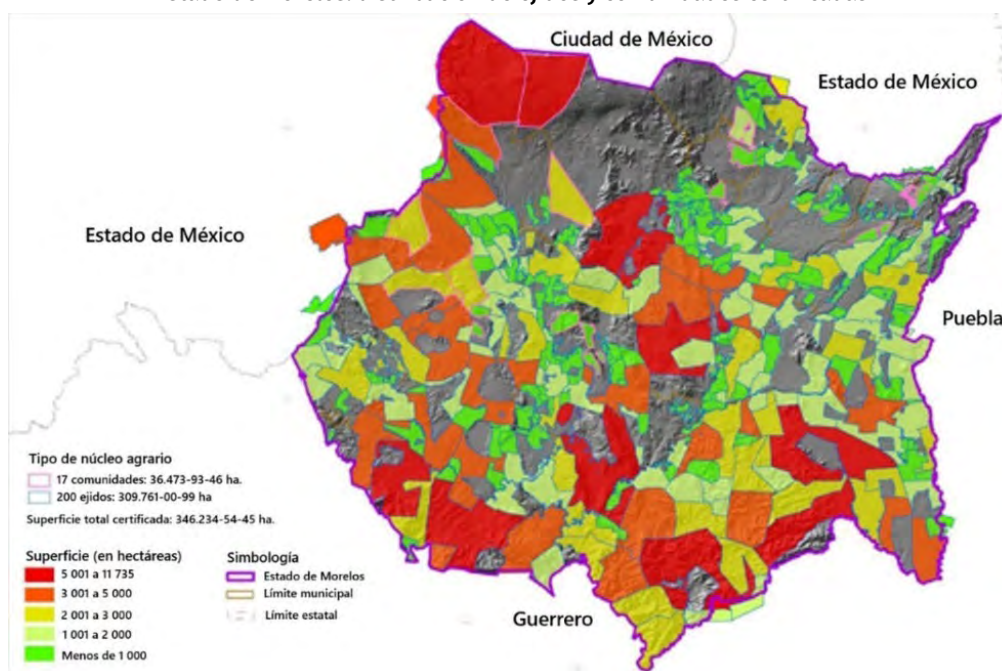 Ciudad de México
Estado de México
Estado de México
Puebla
Guerrero
Tipo de núcleo agrario
17 comunidades: 36.473-93-46 ha.
200 ejidos: 309.761-00-99 ha
Superficie total certificada: 346.234-54-45 ha.
Superficie (en hectáreas)
5 001 a 11 735
3 001 a 5 000
2 001 a 3 000
1 001 a 2 000
Menos de 1 000
Simbología
Estado de Morelos
Límite municipal
Límite estatal